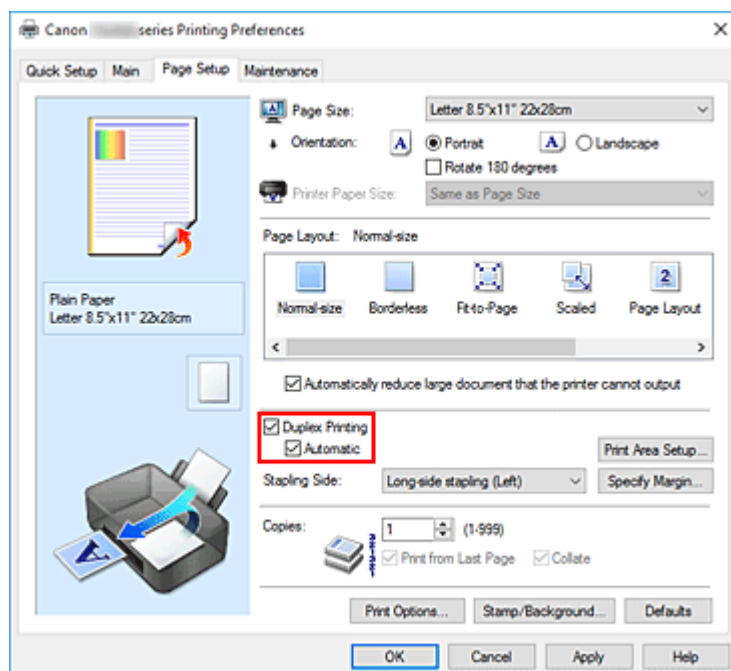 Canon series Printing Preferences
Quick Setup Main Page Setup Maintenance
Page Size: Letter 8.5"x11" 22x28cm
Orientation: A Portrait A Landscape
Rotate 180 degrees
Printer Paper Size: Same as Page Size
Page Layout: Normal-size
2
Normal-size Borderless Fit-to-Page Scaled Page Layout
Plain Paper
Letter 8.5"x11" 22x28cm
Automatically reduce large document that the printer cannot output
Duplex Printing
Automatic
Print Area Setup...
Stapling Side: Long-side stapling (Left) Specify Margin...
Copies: 1 (1-999)
Print from Last Page Collate
A
Print Options... Stamp/Background... Defaults
OK Cancel Apply Help